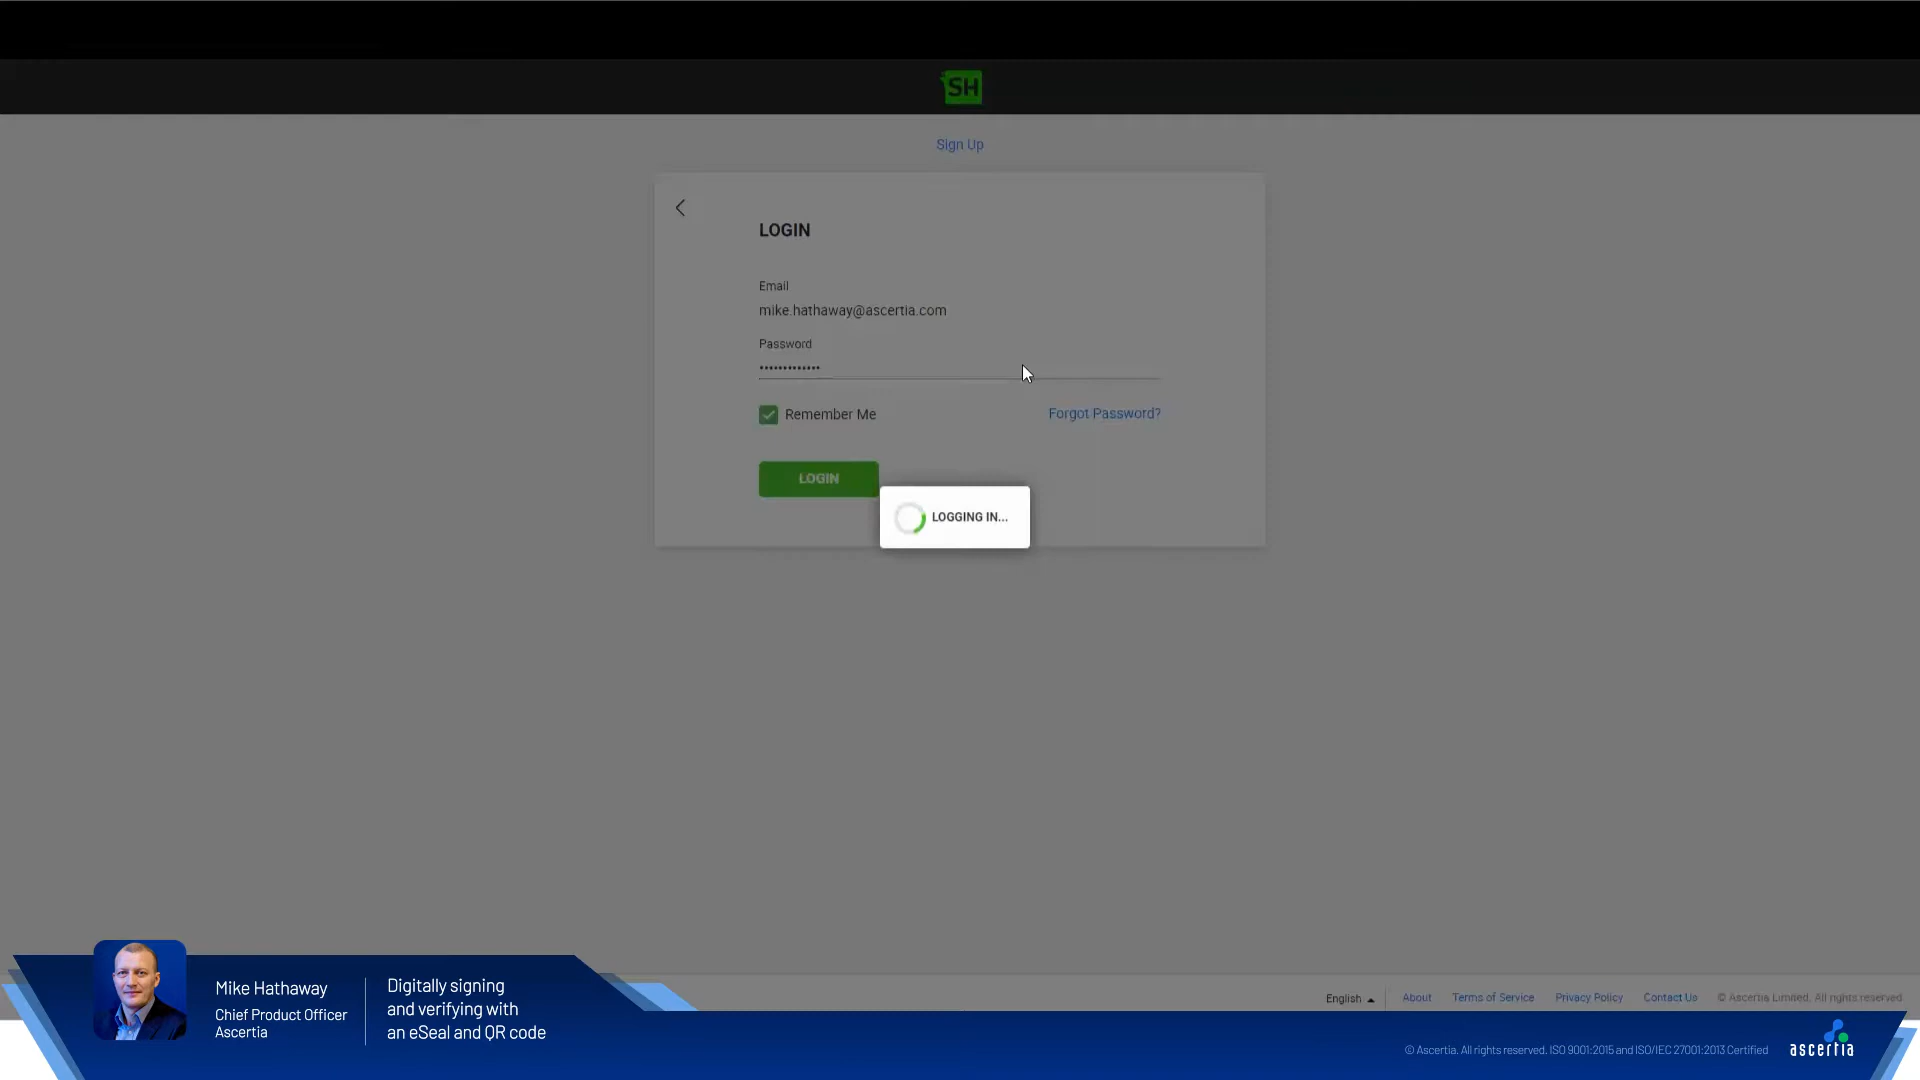 SH
Sign Up
LOGIN
Email
mike.hathaway@ascertia.com
Password
•••••••••••••
Remember Me
Forgot Password?
LOGIN
LOGGING IN...
English
About
Terms of Service
Privacy Policy
Contact Us
© Ascertia Limited. All rights reserved
Mike Hathaway
Chief Product Officer
Ascertia
Digitally signing
and verifying with
an eSeal and QR code
© Ascertia. All rights reserved. ISO 9001:2015 and ISO/IEC 27001:2013 Certified
ascertia